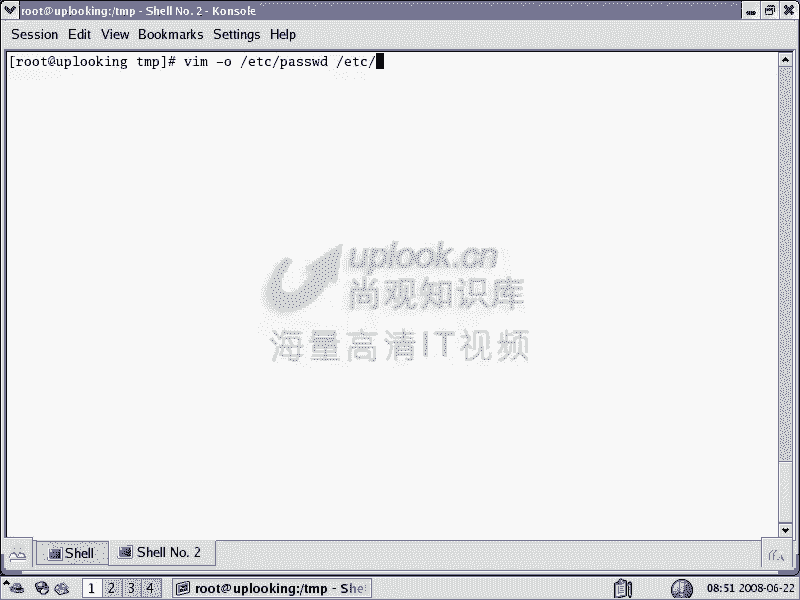 root@uplooking:/tmp - Shell No. 2 - Konsole
Session Edit View Bookmarks Settings Help
[root@uplooking tmp]# vim -o /etc/passwd /etc/
uplook.cn
尚观知识库
海量高清IT视频
Shell
Shell No. 2
1 2 3 4
root@uplooking:/tmp - She
08:51 2008-06-22